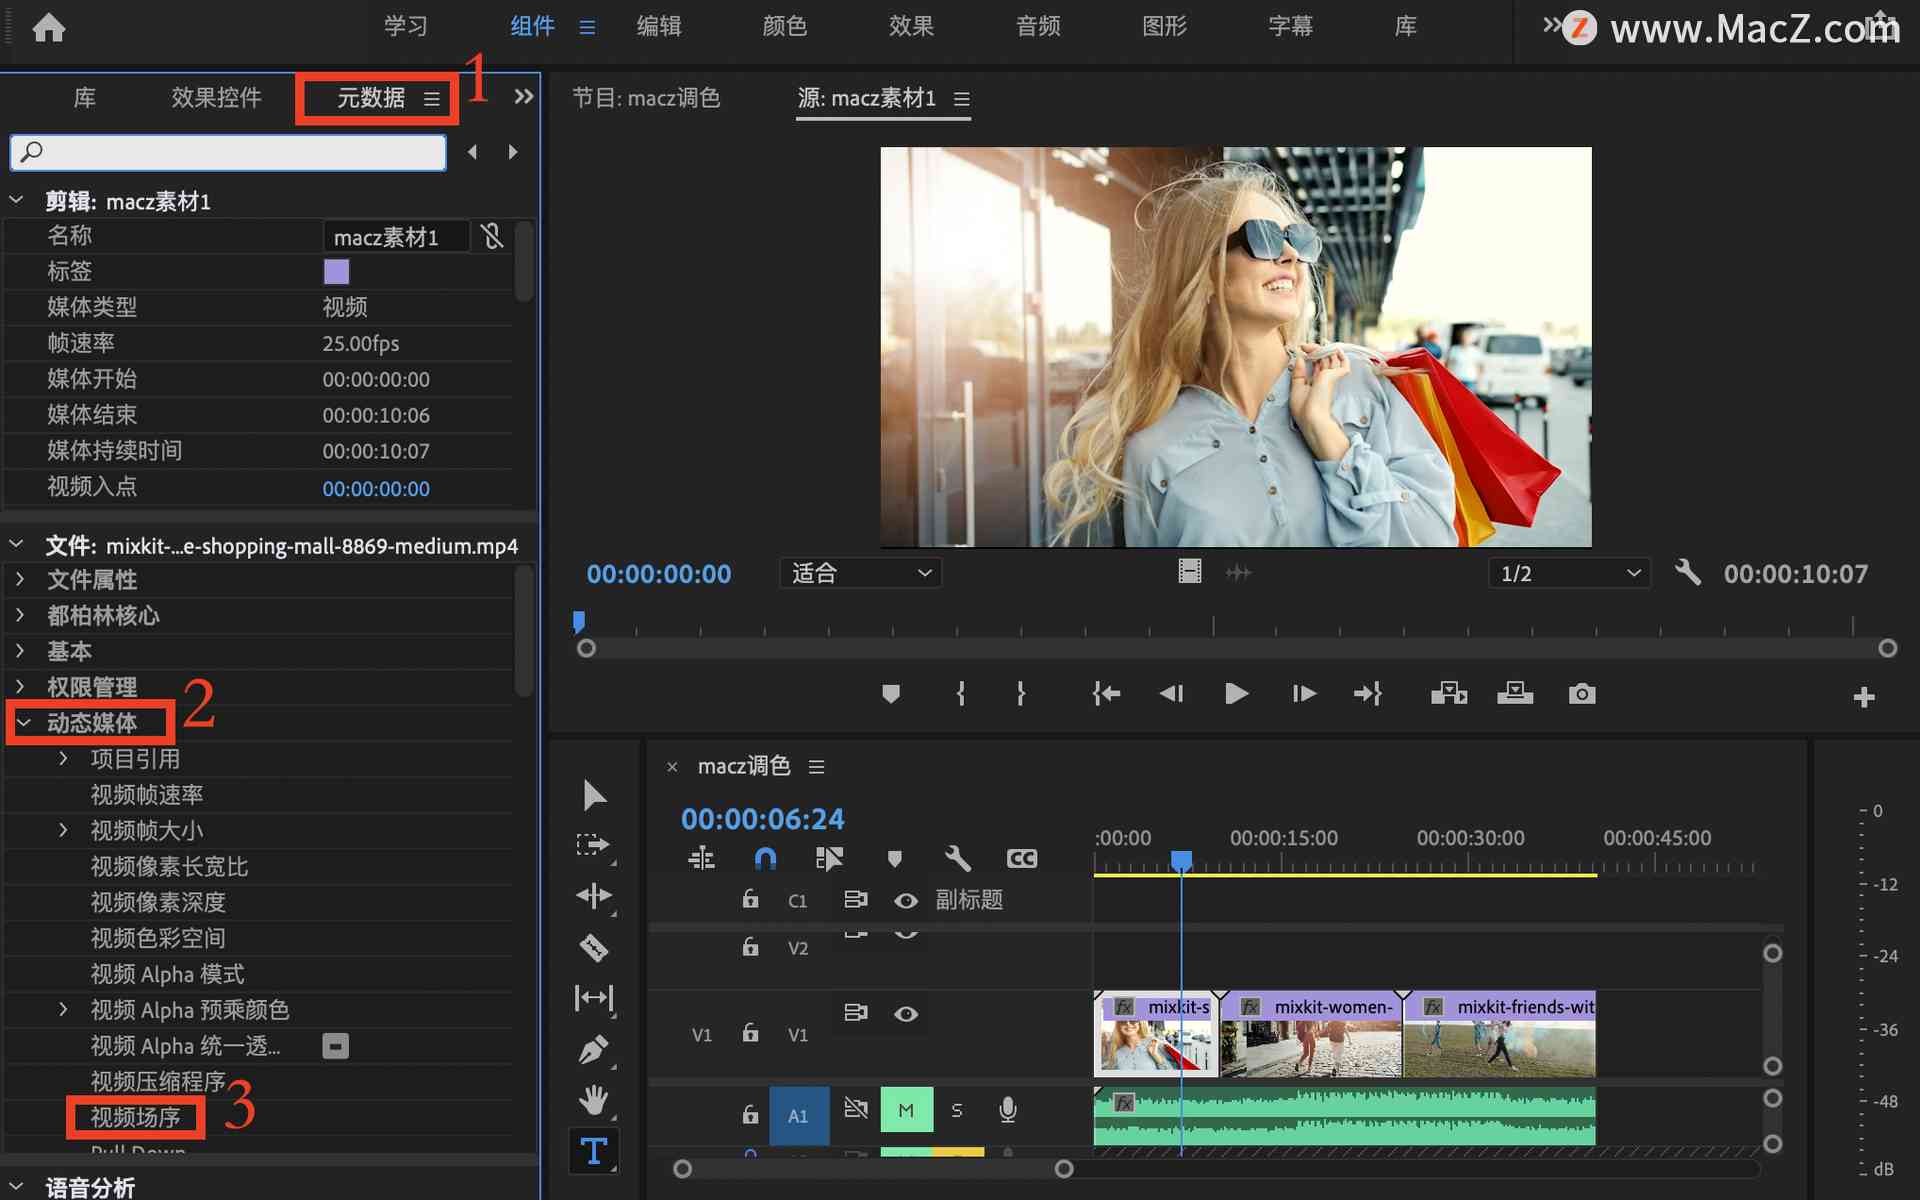 学习 组件 编辑 颜色 效果 音频 图形 字幕 库
Z www.MacZ.com
库 效果控件 元数据 1
节目: macz调色 源: macz素材1
剪辑: macz素材1
名称 macz素材1
标签
媒体类型 视频
帧速率 25.00fps
媒体开始 00:00:00:00
媒体结束 00:00:10:06
媒体持续时间 00:00:10:07
视频入点 00:00:00:00
文件: mixkit-...e-shopping-mall-8869-medium.mp4
文件属性
都柏林核心
基本
权限管理
动态媒体 2
项目引用
视频帧速率
视频帧大小
视频像素长宽比
视频像素深度
视频色彩空间
视频 Alpha 模式
视频 Alpha 预乘颜色
视频 Alpha 统一透...
视频压缩程序
视频场序 3
Pull Down
语音分析
00:00:00:00 适合 1/2 00:00:10:07
macz调色
00:00:06:24
:00:00 00:00:15:00 00:00:30:00 00:00:45:00
CC
C1 副标题
V2
V1 V1
fx mixkit-s fx mixkit-women- fx mixkit-friends-wit
A1 M S fx
T
0
-12
-24
-36
-48
dB